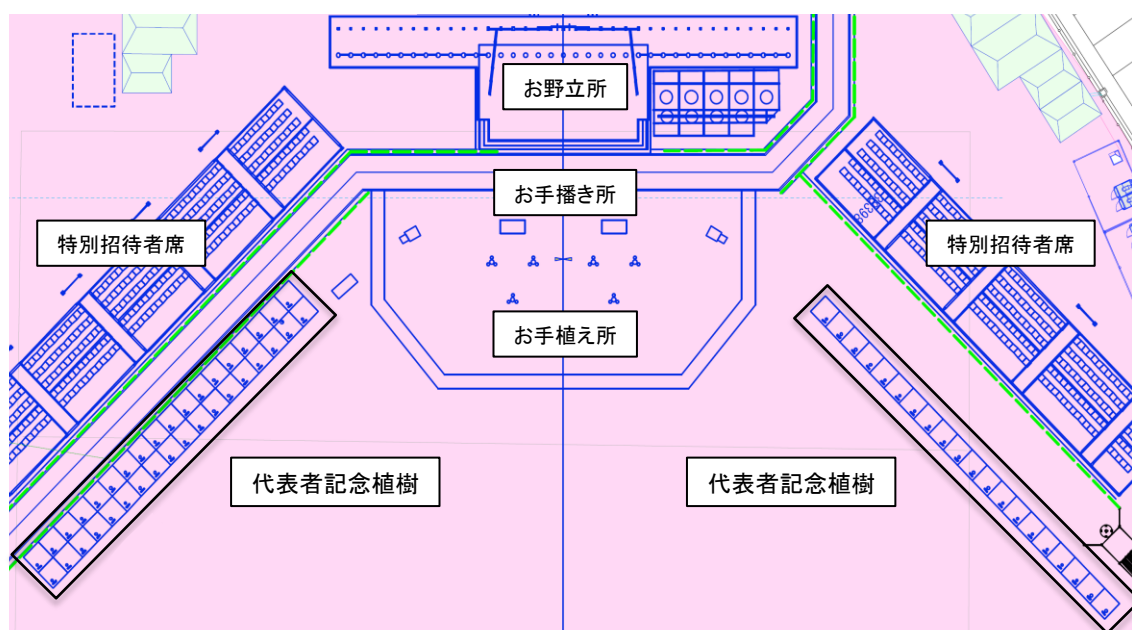 お野立所
お手播き所
特別招待者席
特別招待者席
お手植え所
代表者記念植樹
代表者記念植樹